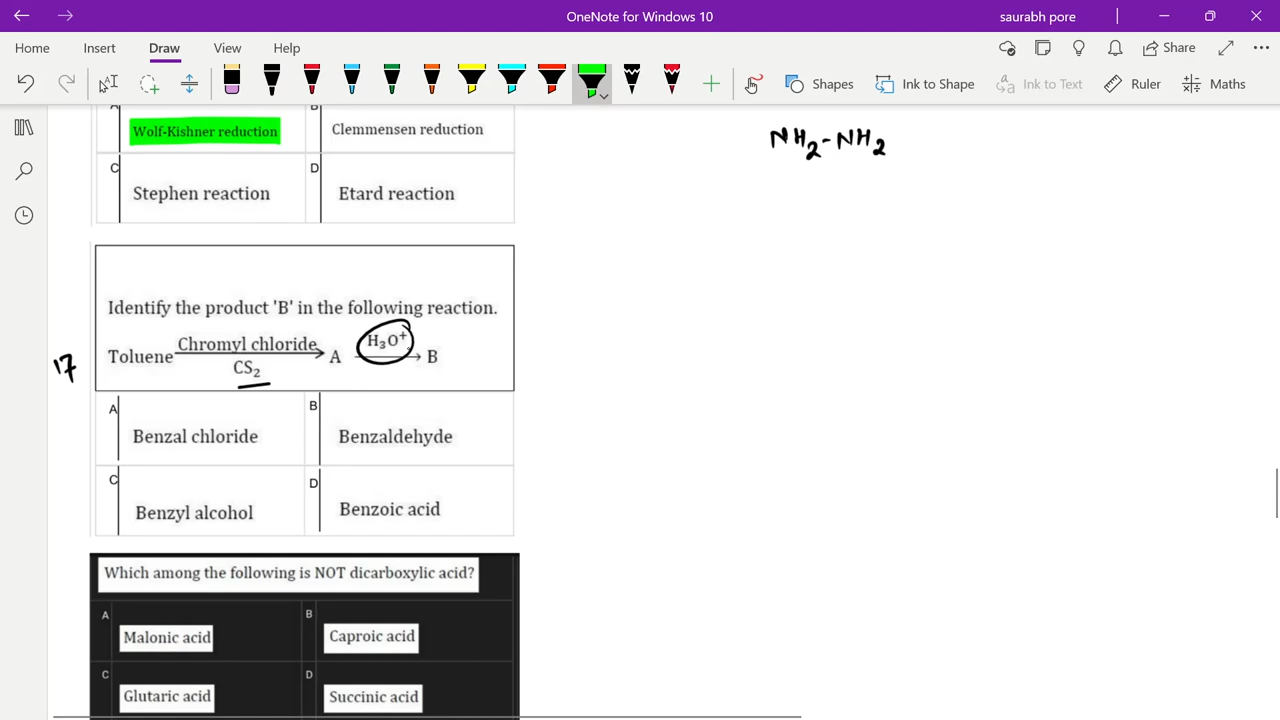 OneNote for Windows 10
saurabh pore
Home Insert Draw View Help
Share
Shapes
Ink to Shape
Ink to Text
Ruler
Maths
A Wolf-Kishner reduction
B Clemmensen reduction
NH2-NH2
C Stephen reaction
D Etard reaction
Identify the product 'B' in the following reaction.
17
Toluene Chromyl chloride CS₂ → A H₃O⁺ → B
A Benzal chloride
B Benzaldehyde
C Benzyl alcohol
D Benzoic acid
Which among the following is NOT dicarboxylic acid?
A Malonic acid
B Caproic acid
C Glutaric acid
D Succinic acid